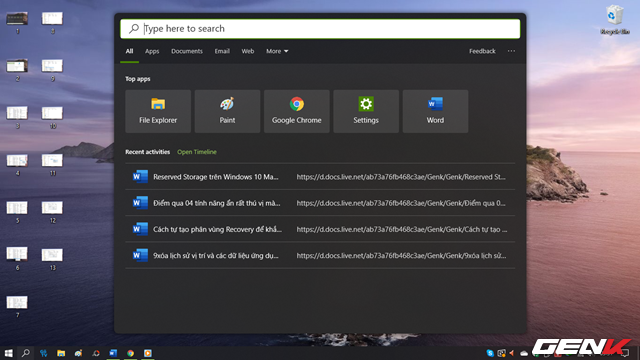 Type here to search
All Apps Documents Email Web More Feedback ...
Top apps
File Explorer Paint Google Chrome Settings Word
Recent activities Open Timeline
Reserved Storage trên Windows 10 Ma... https://d.docs.live.net/ab73a76fb468c3ae/Genk/Genk/Reserved St...
Điểm qua 04 tính năng ẩn rất thú vị mà... https://d.docs.live.net/ab73a76fb468c3ae/Genk/Genk/Điểm qua 0...
Cách tự tạo phân vùng Recovery để khắ... https://d.docs.live.net/ab73a76fb468c3ae/Genk/Genk/Cách tự tạo ...
9xóa lịch sử vị trí và các dữ liệu ứng dụ... https://d.docs.live.net/ab73a76fb468c3ae/Genk/Genk/9xóa lịch sử...
1 8
2 9
3 10
4 11
5 12
6 13
7
Recycle Bin
GENK